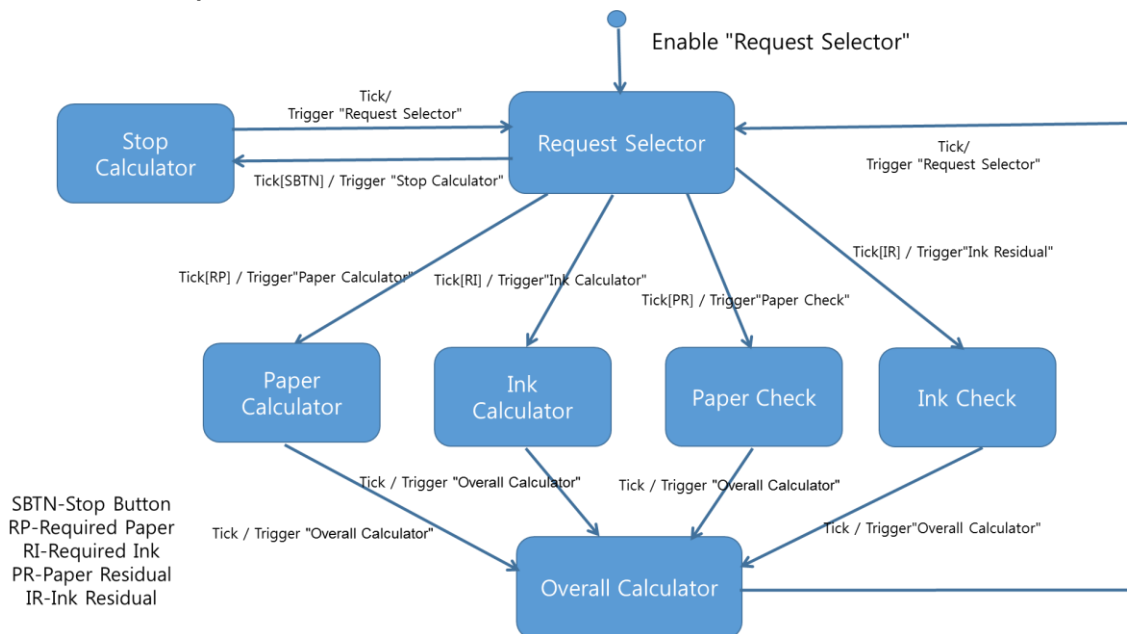 Enable "Request Selector"
Tick/
Trigger "Request Selector"
Stop
Calculator
Request Selector
Tick/
Trigger "Request Selector"
Tick[SBTN] / Trigger "Stop Calculator"
Tick[RP] / Trigger"Paper Calculator"
Tick[RI] / Trigger"Ink Calculator"
Tick[PR] / Trigger"Paper Check"
Tick[IR] / Trigger"Ink Residual"
Paper
Calculator
Ink
Calculator
Paper Check
Ink Check
Tick / Trigger "Overall Calculator"
Tick / Trigger "Overall Calculator"
Tick / Trigger "Overall Calculator"
Tick / Trigger"Overall Calculator"
SBTN-Stop Button
RP-Required Paper
RI-Required Ink
PR-Paper Residual
IR-Ink Residual
Overall Calculator